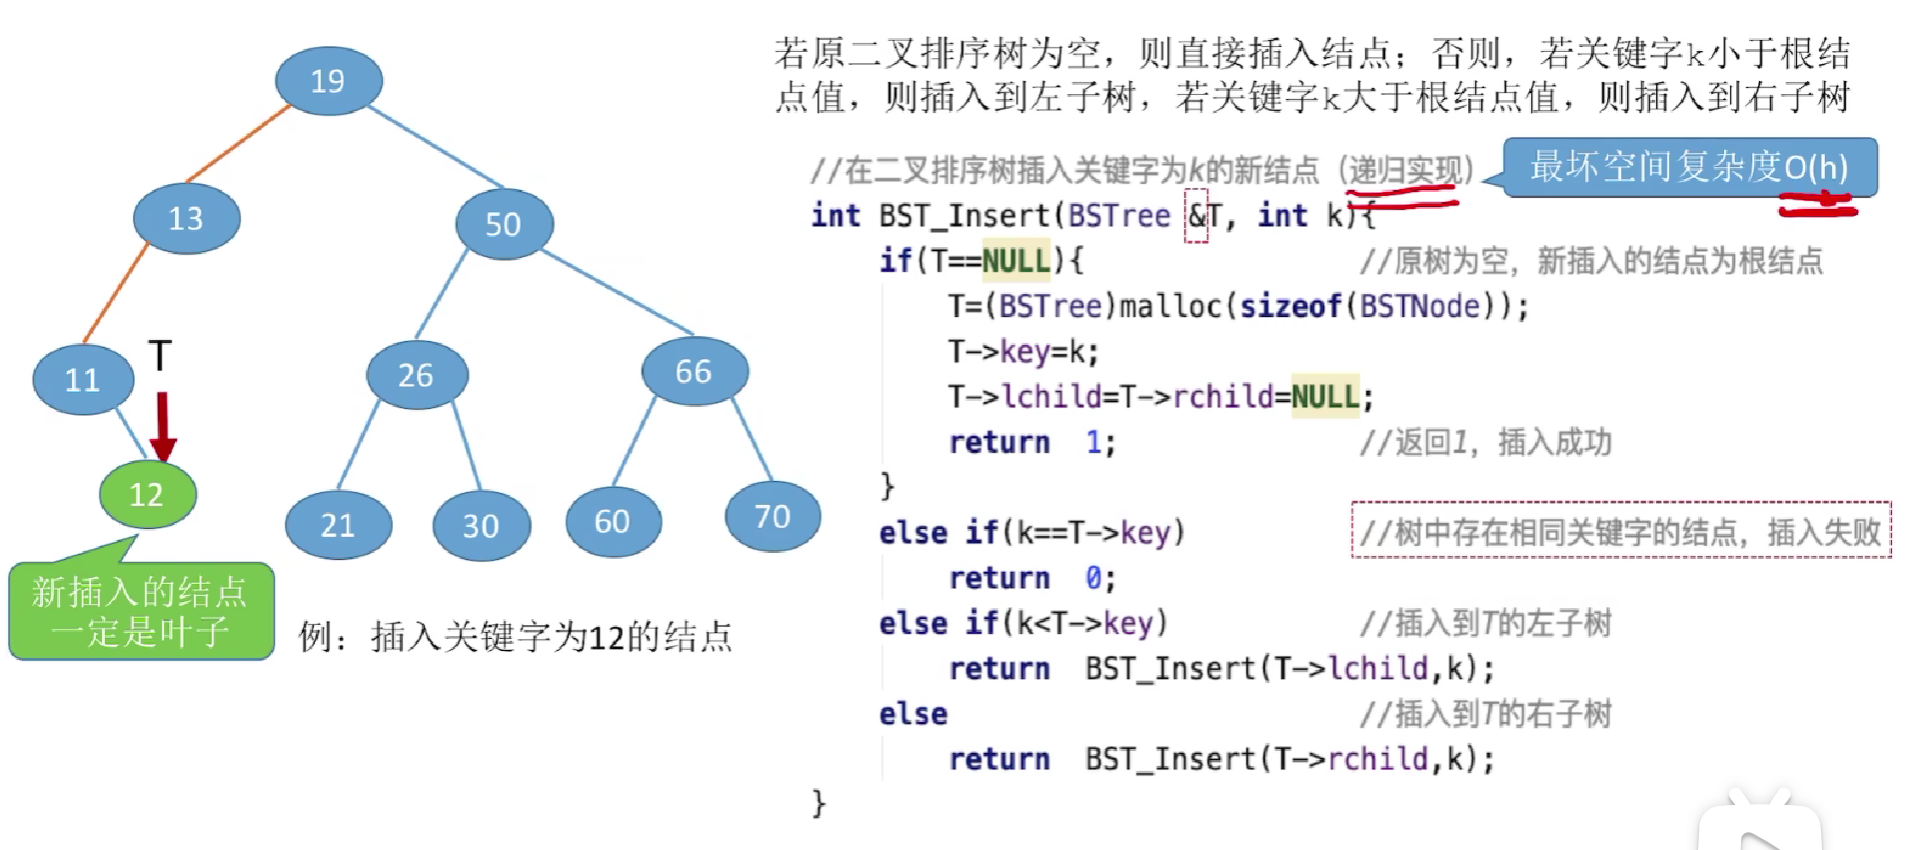 若原二叉排序树为空，则直接插入结点；否则，若关键字k小于根结
点值，则插入到左子树，若关键字k大于根结点值，则插入到右子树
//在二叉排序树插入关键字为k的新结点（递归实现）
最坏空间复杂度O(h)
int BST_Insert(BSTree &T, int k){
if(T==NULL){ //原树为空，新插入的结点为根结点
T=(BSTree)malloc(sizeof(BSTNode));
T->key=k;
T->lchild=T->rchild=NULL;
return 1; //返回1，插入成功
}
else if(k==T->key) //树中存在相同关键字的结点，插入失败
return 0;
else if(k<T->key) //插入到T的左子树
return BST_Insert(T->lchild,k);
else //插入到T的右子树
return BST_Insert(T->rchild,k);
}
19
13
50
11
T
26
66
12
21
30
60
70
新插入的结点
一定是叶子
例：插入关键字为12的结点